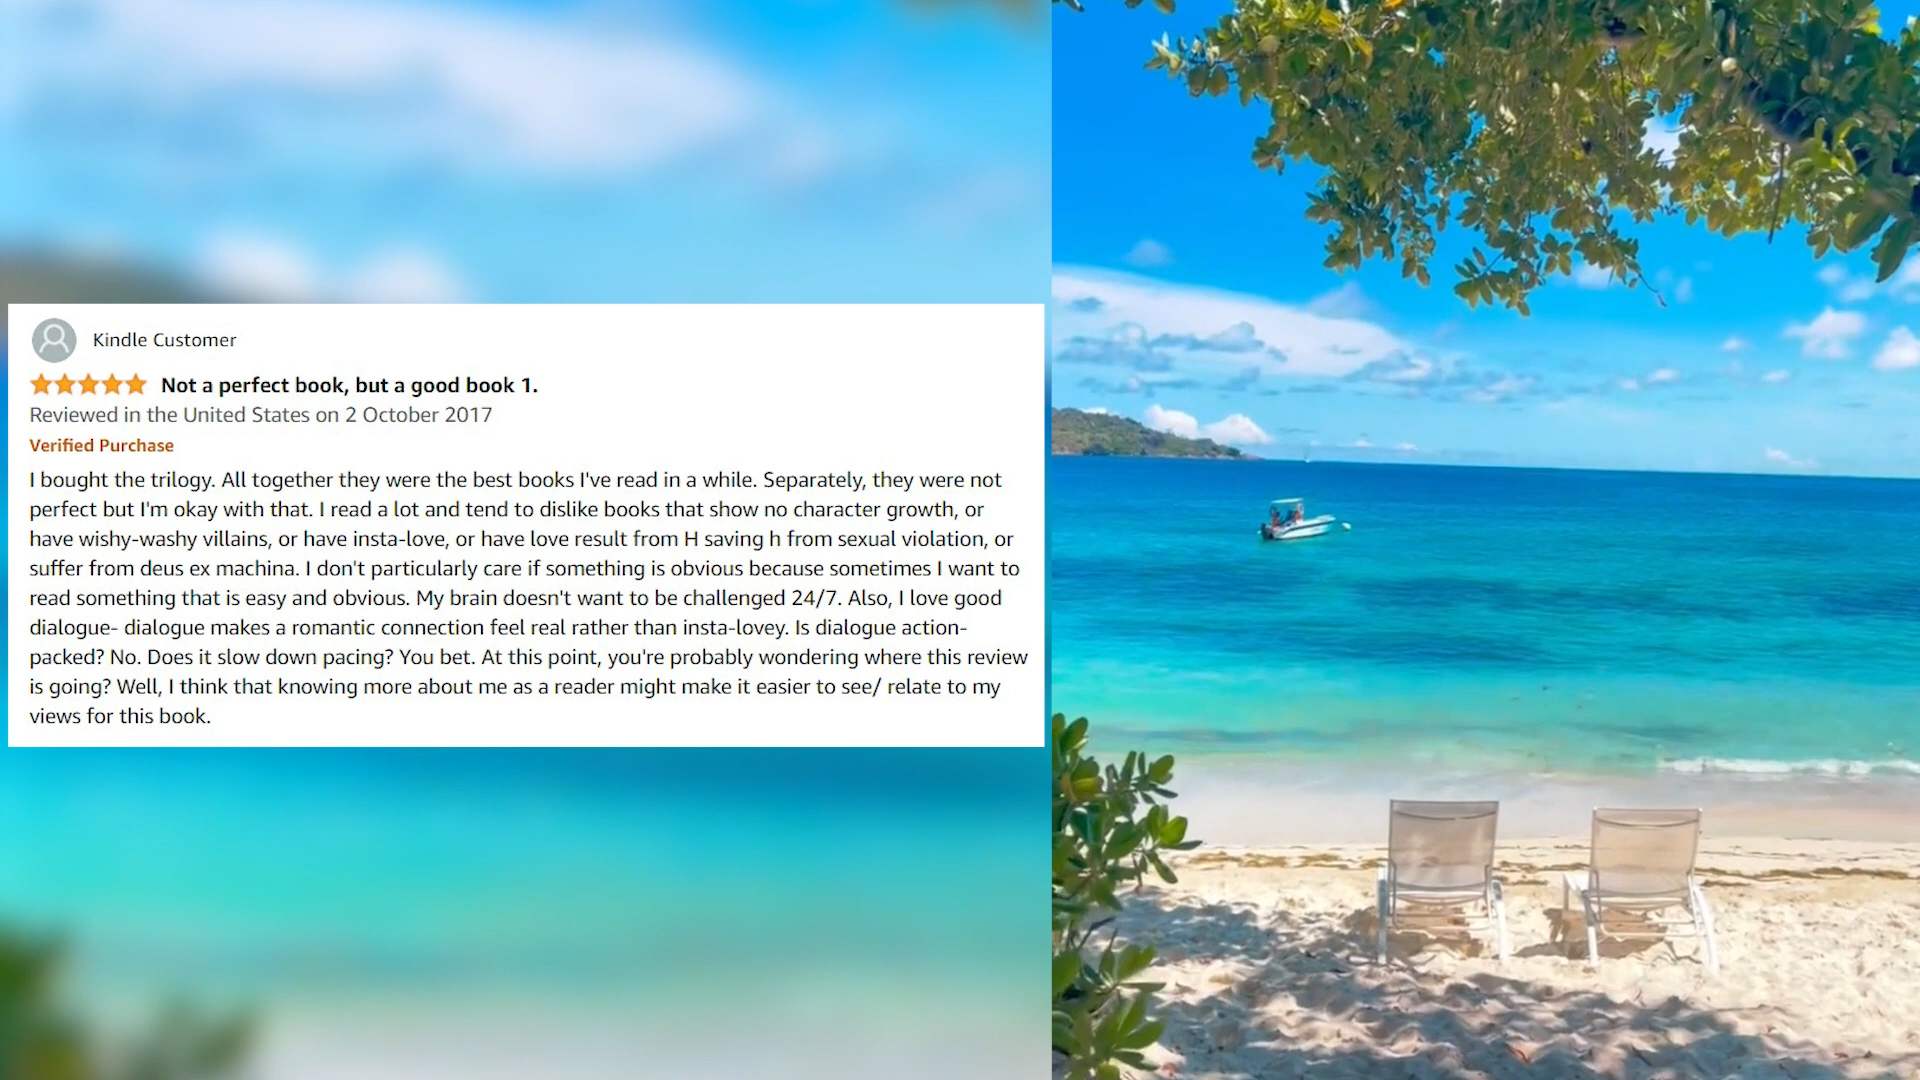 Kindle Customer
Not a perfect book, but a good book 1.
Reviewed in the United States on 2 October 2017
Verified Purchase
I bought the trilogy. All together they were the best books I've read in a while. Separately, they were not
perfect but I'm okay with that. I read a lot and tend to dislike books that show no character growth, or
have wishy-washy villains, or have insta-love, or have love result from H saving h from sexual violation, or
suffer from deus ex machina. I don't particularly care if something is obvious because sometimes I want to
read something that is easy and obvious. My brain doesn't want to be challenged 24/7. Also, I love good
dialogue- dialogue makes a romantic connection feel real rather than insta-lovey. Is dialogue action-
packed? No. Does it slow down pacing? You bet. At this point, you're probably wondering where this review
is going? Well, I think that knowing more about me as a reader might make it easier to see/ relate to my
views for this book.